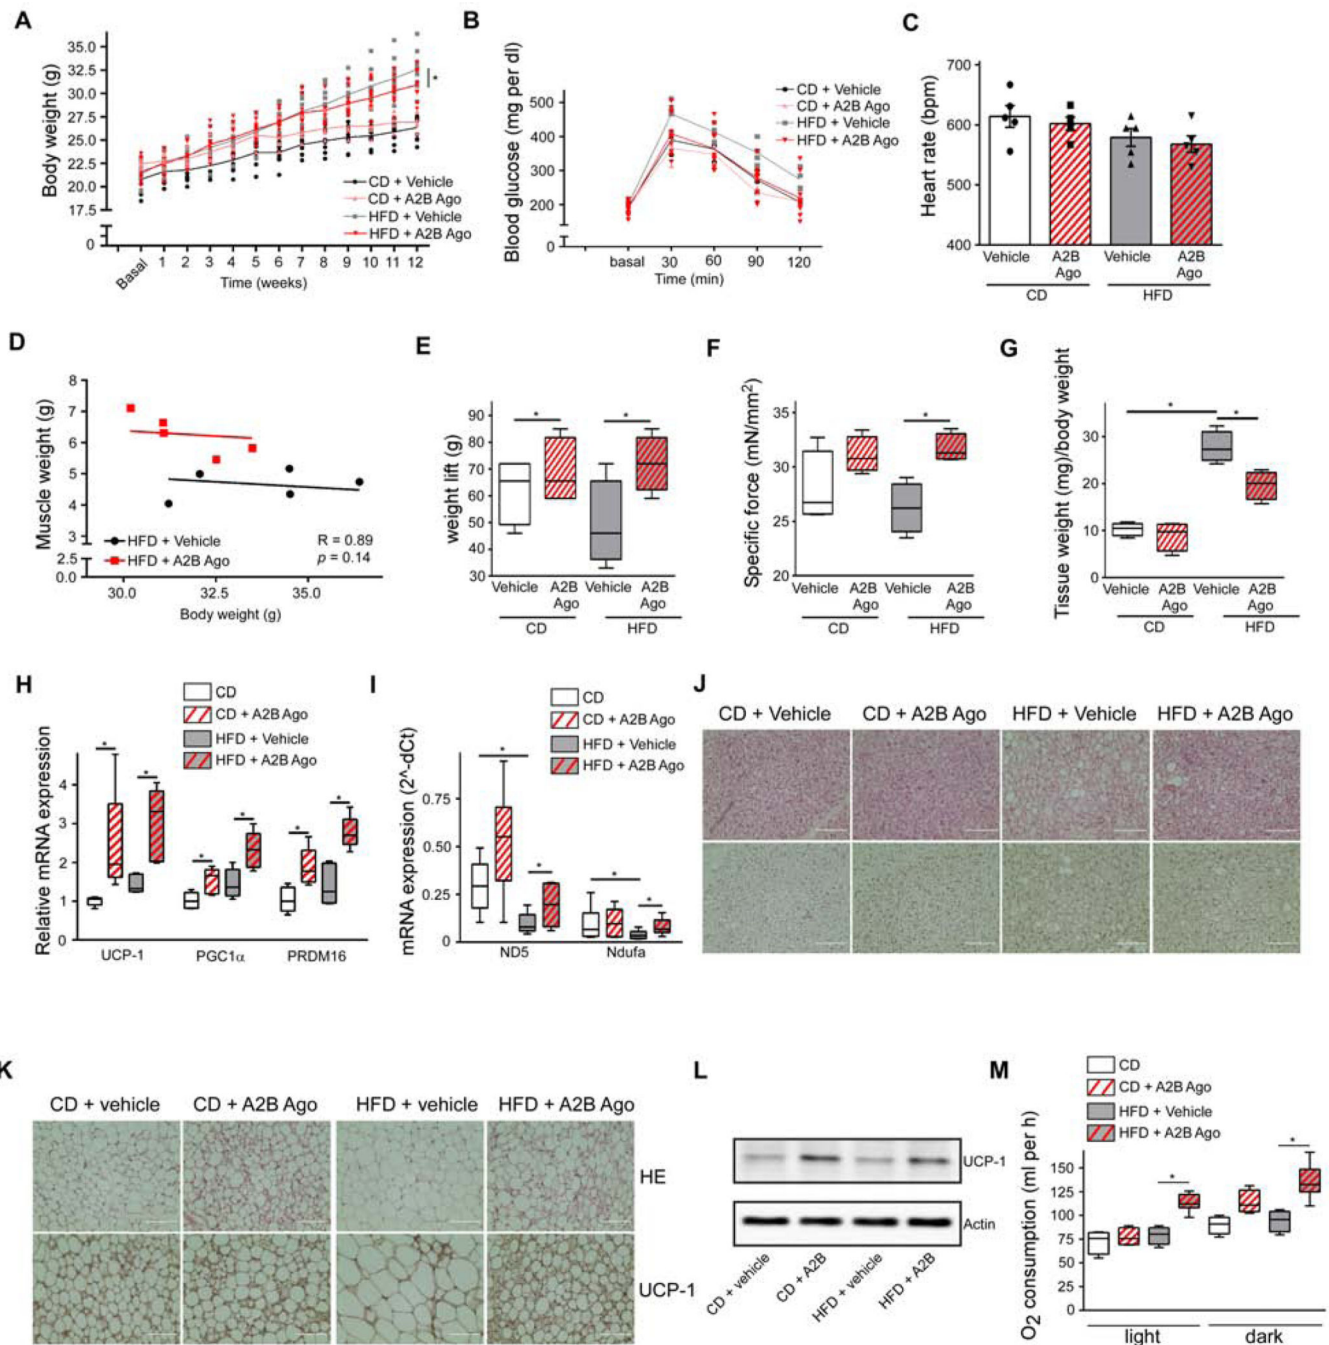 A
Body weight (g)
35.0
32.5
30.0
27.5
25.0
22.5
20.0
17.5
0
*
CD + Vehicle
CD + A2B Ago
HFD + Vehicle
HFD + A2B Ago
Basal 1 2 3 4 5 6 7 8 9 10 11 12
Time (weeks)
B
Blood glucose (mg per dl)
500
400
300
200
0
CD + Vehicle
CD + A2B Ago
HFD + Vehicle
HFD + A2B Ago
basal 30 60 90 120
Time (min)
C
Heart rate (bpm)
700
600
500
400
Vehicle A2B Ago Vehicle A2B Ago
CD HFD
D
Muscle weight (g)
8
7
6
5
4
3
2.5
0.0
HFD + Vehicle
HFD + A2B Ago
R = 0.89
p = 0.14
30.0 32.5 35.0
Body weight (g)
E
weight lift (g)
90
80
70
60
50
40
30
* *
Vehicle A2B Ago Vehicle A2B Ago
CD HFD
F
Specific force (mN/mm²)
35
30
25
20
*
Vehicle A2B Ago Vehicle A2B Ago
CD HFD
G
Tissue weight (mg)/body weight
30
20
10
0
* *
Vehicle A2B Ago Vehicle A2B Ago
CD HFD
H
CD
CD + A2B Ago
HFD + Vehicle
HFD + A2B Ago
Relative mRNA expression
4
3
2
1
0
* * * * * *
UCP-1 PGC1α PRDM16
I
CD
CD + A2B Ago
HFD + Vehicle
HFD + A2B Ago
mRNA expression (2^-dCt)
0.75
0.50
0.25
0
* * * *
ND5 Ndufa
J
CD + Vehicle CD + A2B Ago HFD + Vehicle HFD + A2B Ago
K
CD + vehicle CD + A2B Ago HFD + vehicle HFD + A2B Ago
HE
UCP-1
L
UCP-1
Actin
CD + vehicle CD + A2B HFD + vehicle HFD + A2B
M
CD
CD + A2B Ago
HFD + Vehicle
HFD + A2B Ago
O2 consumption (ml per h)
150
125
100
75
50
25
0
* *
light dark